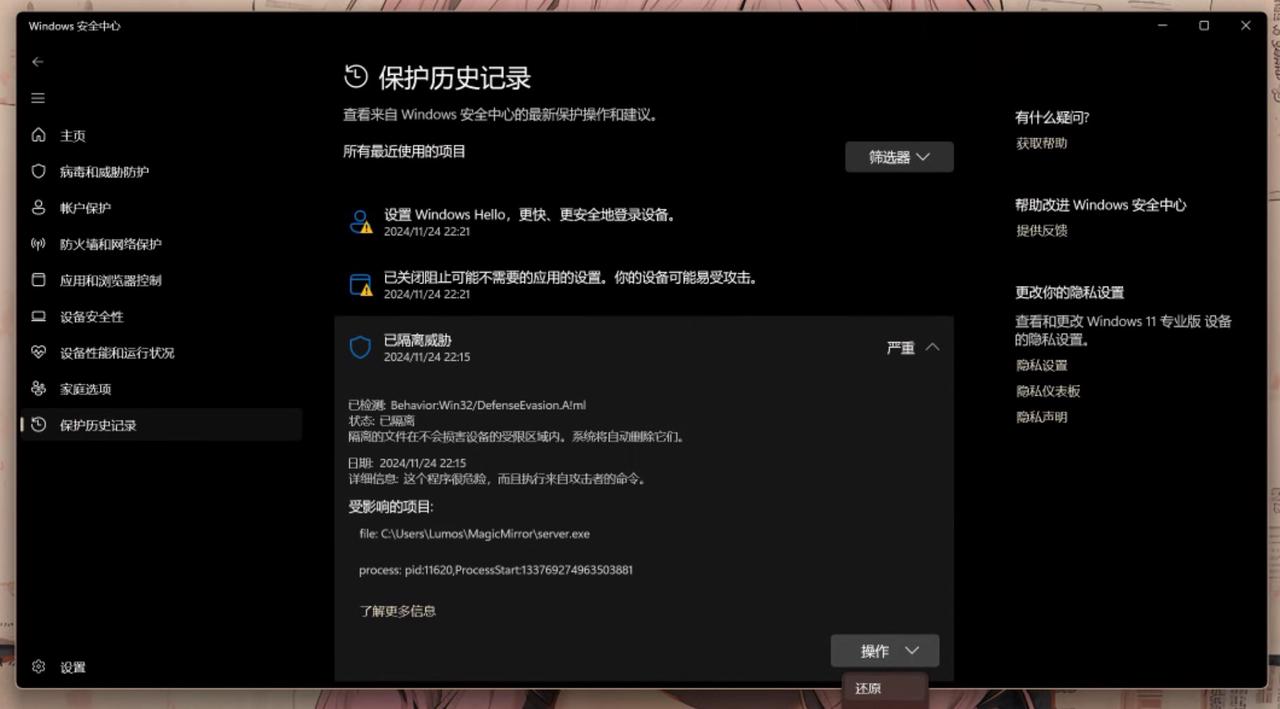 Windows 安全中心
主页
病毒和威胁防护
帐户保护
防火墙和网络保护
应用和浏览器控制
设备安全性
设备性能和运行状况
家庭选项
保护历史记录
设置
保护历史记录
查看来自 Windows 安全中心的最新保护操作和建议。
所有最近使用的项目
筛选器
设置 Windows Hello，更快、更安全地登录设备。
2024/11/24 22:21
已关闭阻止可能不需要的应用的设置。你的设备可能易受攻击。
2024/11/24 22:21
已隔离威胁
2024/11/24 22:15
严重
已检测: Behavior:Win32/DefenseEvasion.A!ml
状态: 已隔离
隔离的文件在不会损害设备的受限区域内。系统将自动删除它们。
日期: 2024/11/24 22:15
详细信息: 这个程序很危险，而且执行来自攻击者的命令。
受影响的项目:
file: C:\Users\Lumos\MagicMirror\server.exe
process: pid:11620,ProcessStart:133769274963503881
了解更多信息
操作
还原
有什么疑问?
获取帮助
帮助改进 Windows 安全中心
提供反馈
更改你的隐私设置
查看和更改 Windows 11 专业版 设备
的隐私设置。
隐私设置
隐私仪表板
隐私声明